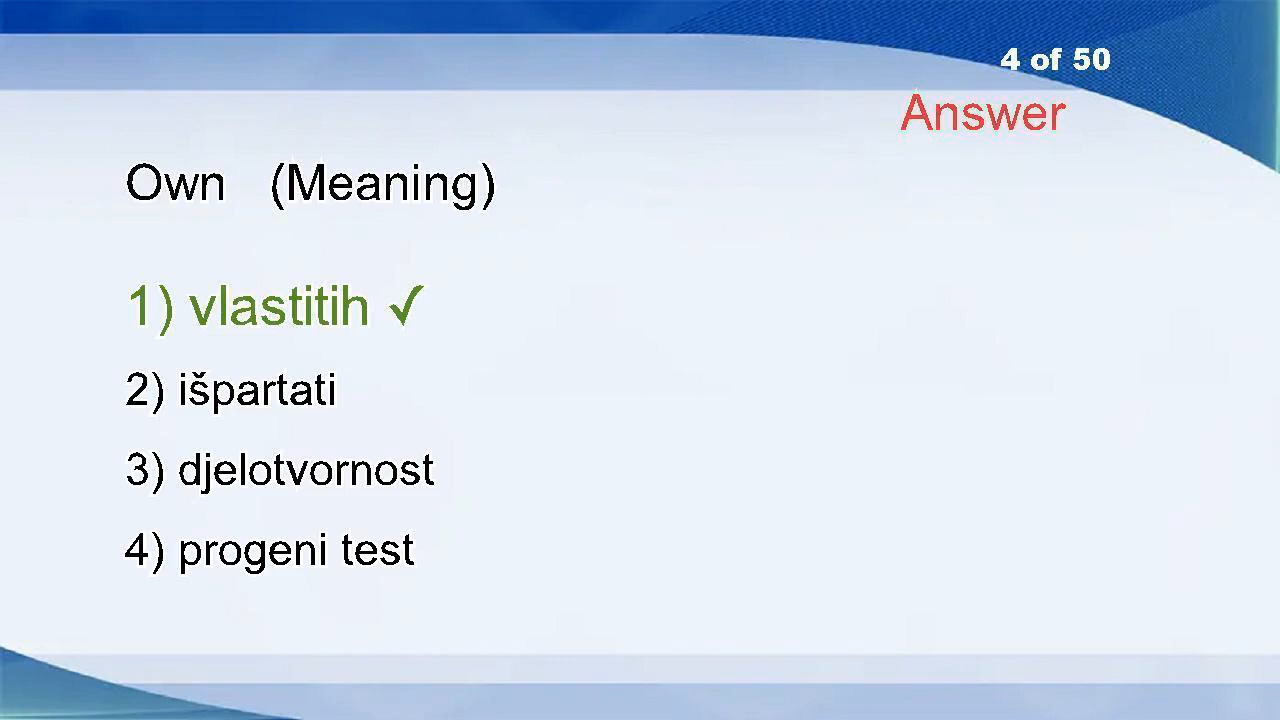 4 of 50
Answer
Own (Meaning)
1) vlastitih ✓
2) išpartati
3) djelotvornost
4) progeni test